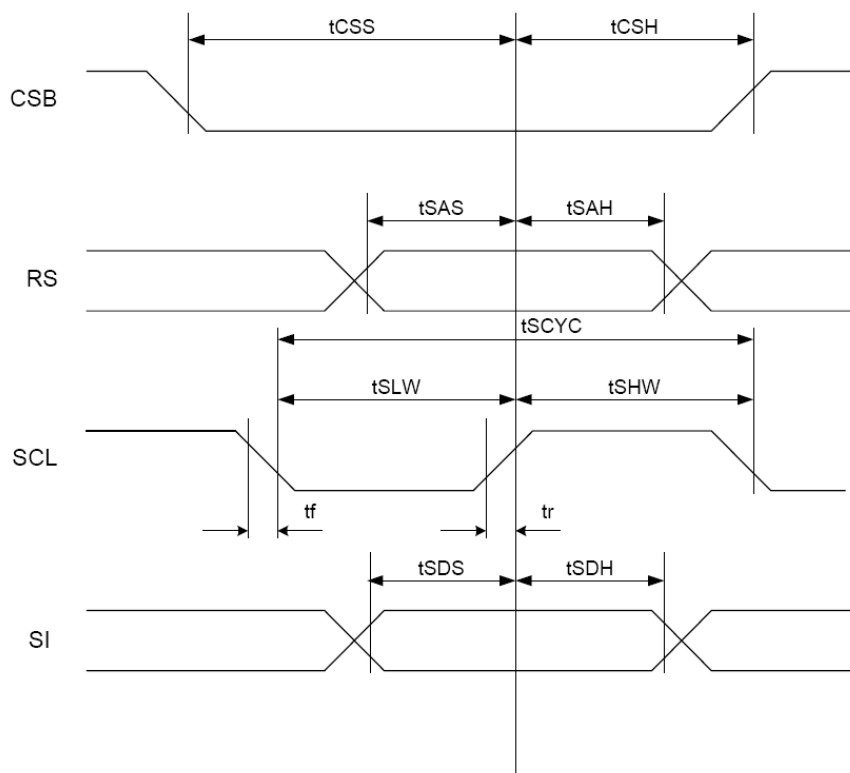 tCSS tCSH
CSB
tSAS tSAH
RS
tSCYC
tSLW tSHW
SCL
tf tr
tSDS tSDH
SI